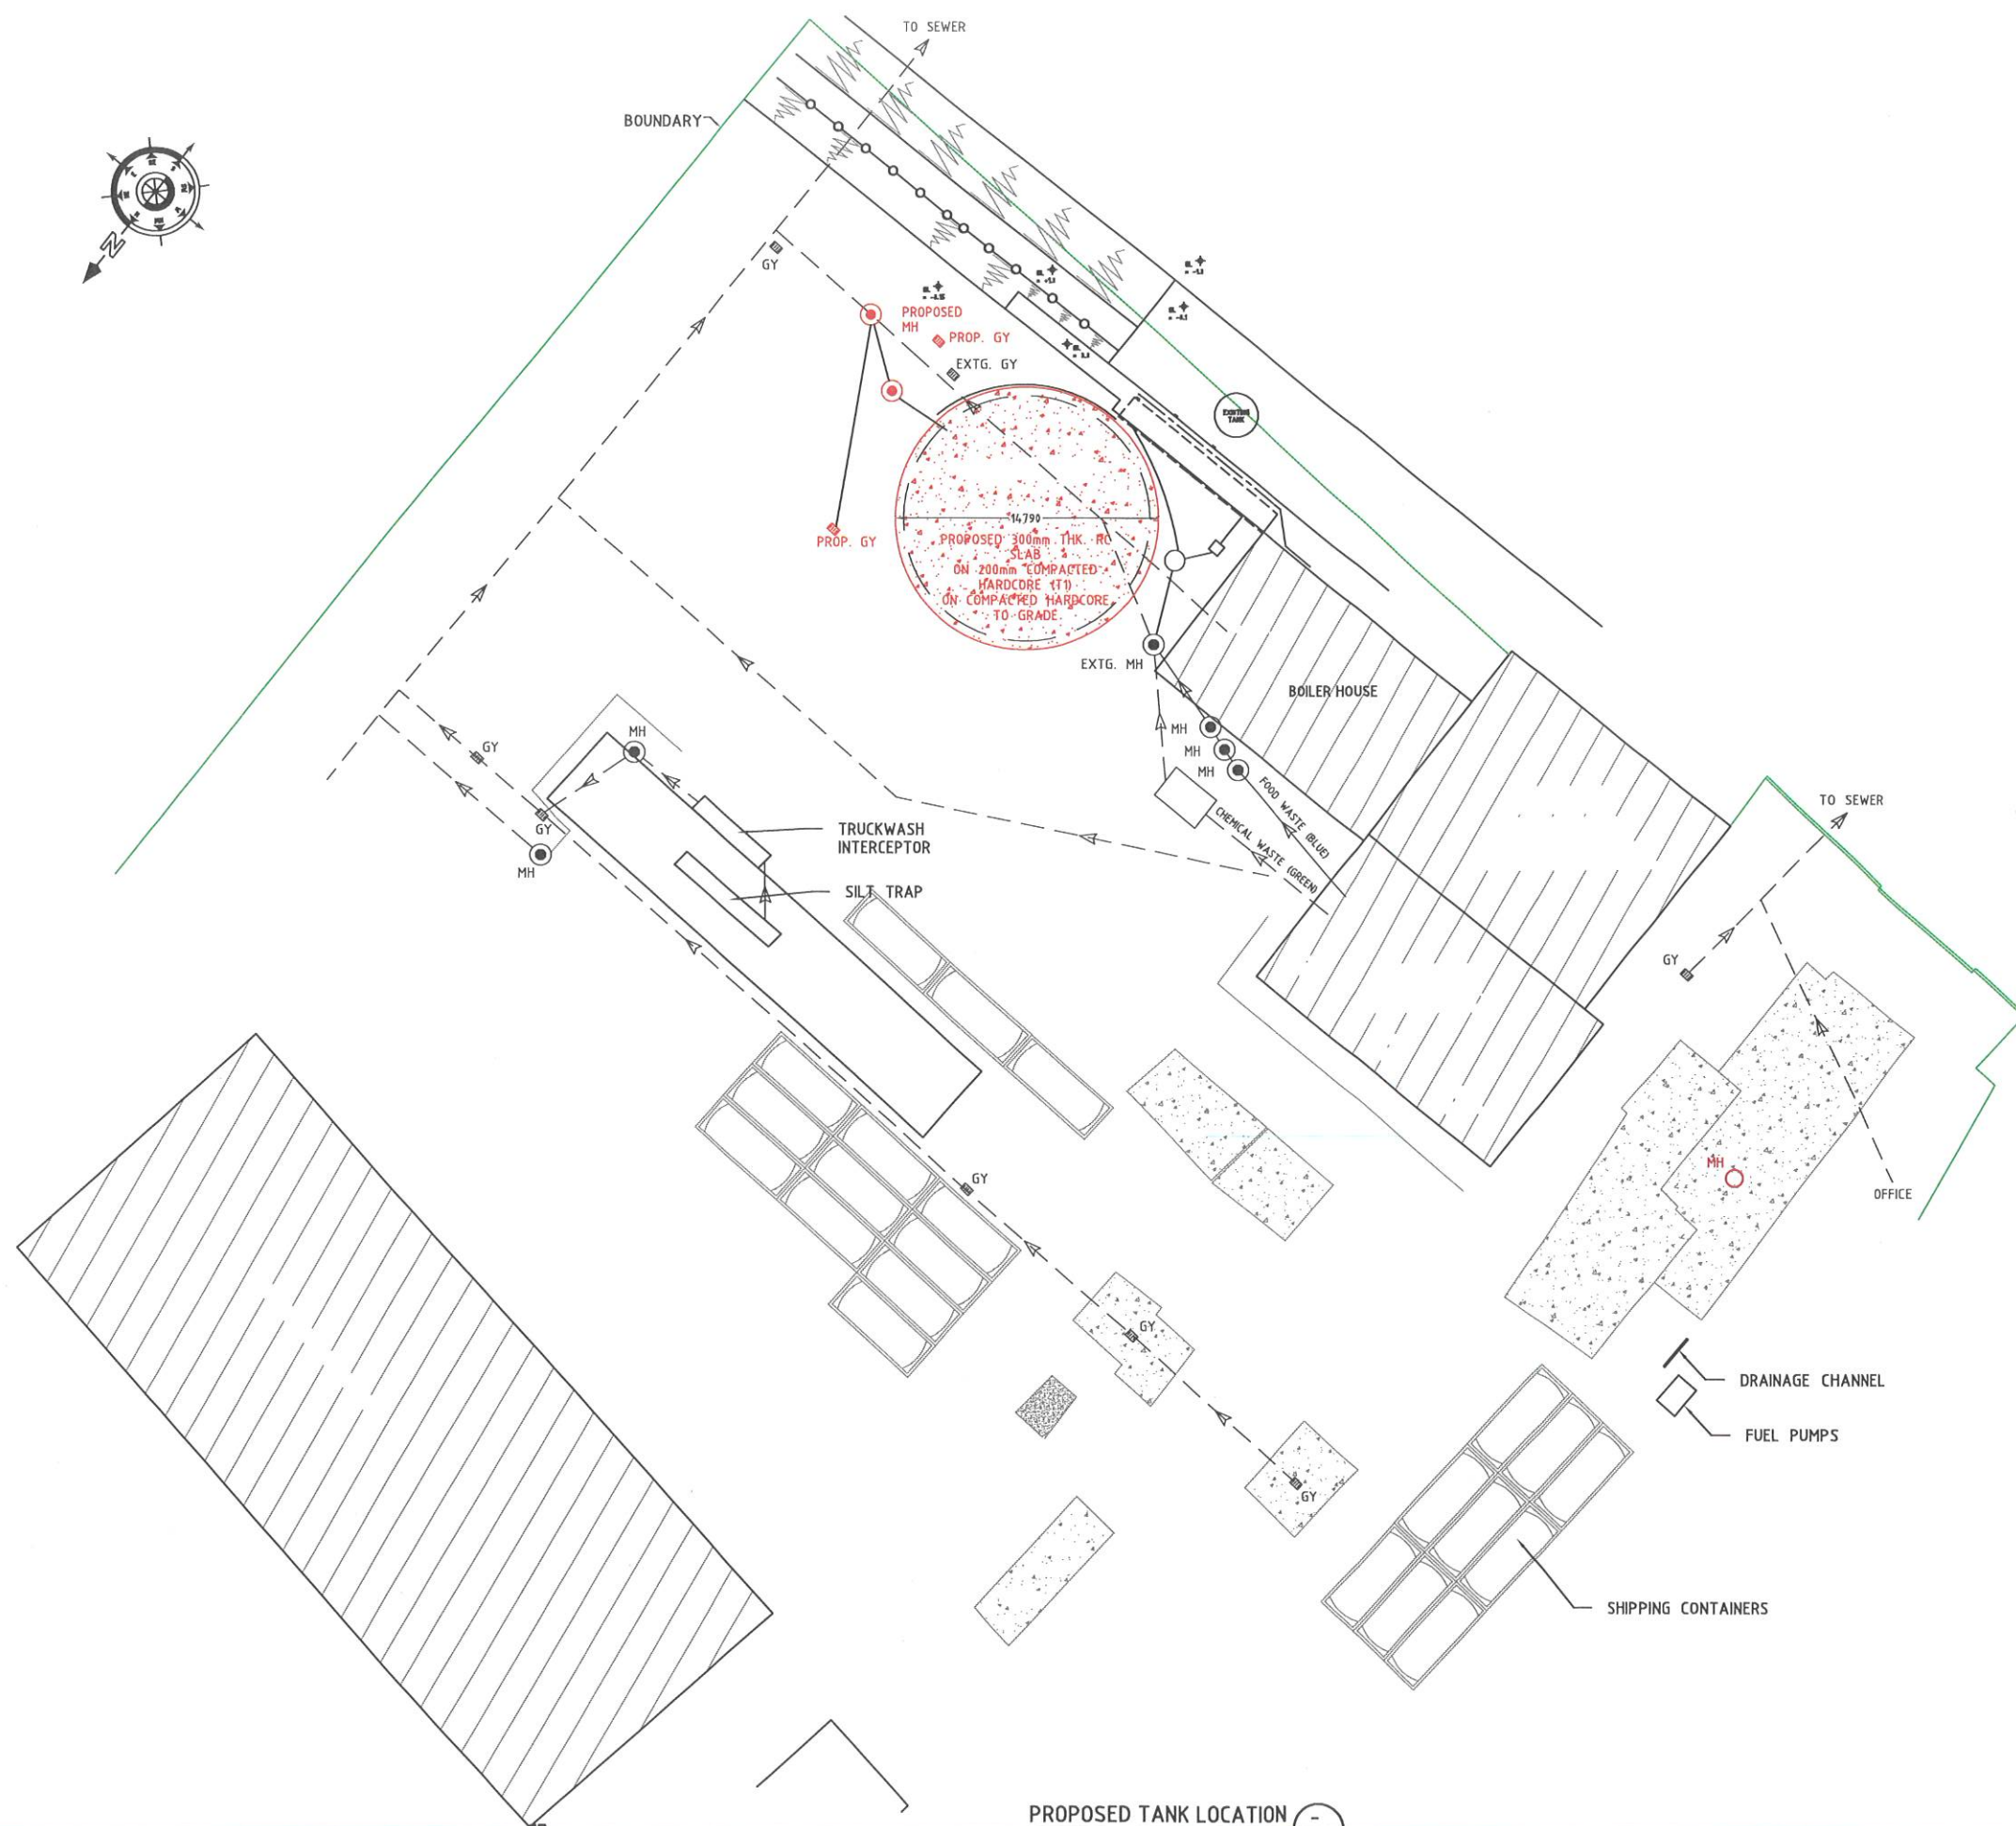 TO SEWER
BOUNDARY
N
GY
PROPOSED
MH
PROP. GY
EXTG. GY
EXISTING
TANK
14790
PROP. GY
PROPOSED 300mm THK. RC
SLAB
ON 200mm COMPACTED
HARDCORE (T1)
ON COMPACTED HARDCORE
TO GRADE.
EXTG. MH
BOILER HOUSE
MH
MH
MH
FOOD WASTE (BLUE)
CHEMICAL WASTE (GREEN)
MH
GY
GY
MH
TRUCKWASH
INTERCEPTOR
SILT TRAP
TO SEWER
GY
MH
OFFICE
GY
GY
GY
DRAINAGE CHANNEL
FUEL PUMPS
SHIPPING CONTAINERS
PROPOSED TANK LOCATION
-